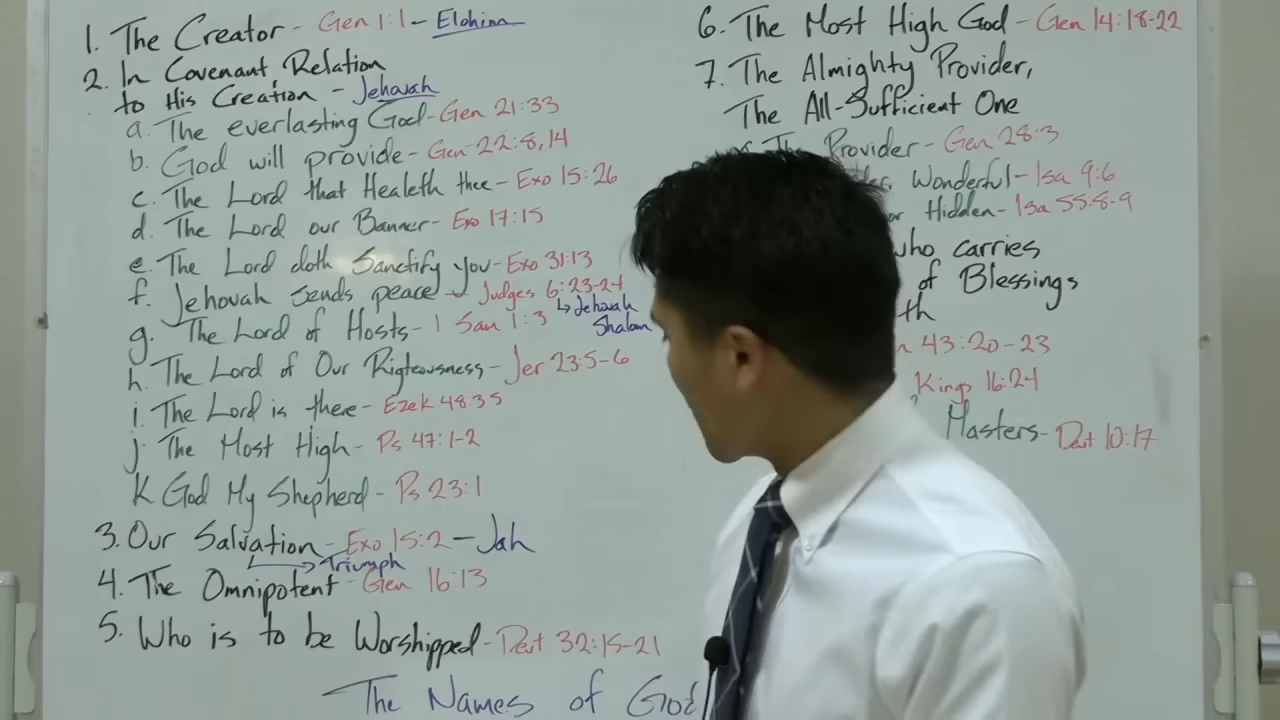 1. The Creator - Gen 1:1 - Elohim
2. In Covenant Relation
to His Creation - Jehovah
a. The everlasting God - Gen 21:33
b. God will provide - Gen 22:8,14
c. The Lord that Healeth thee - Exo 15:26
d. The Lord our Banner - Exo 17:15
e. The Lord doth Sanctify you - Exo 31:13
f. Jehovah sends peace - Judges 6:23-24
↳ Jehovah
Shalom
g. The Lord of Hosts - 1 Sam 1:3
h. The Lord of Our Rigteousness - Jer 23:5-6
i. The Lord is there - Ezek 48:35
j The Most High - Ps 47:1-2
K God My Shepherd - Ps 23:1
3. Our Salvation - Exo 15:2 - Jah
→ Triumph
4. The Omnipotent - Gen 16:13
5. Who is to be Worshipped - Deut 32:15-21
The Names of God
6. The Most High God - Gen 14:18-22
7. The Almighty Provider,
The All-Sufficient One
Provider - Gen 28:3
Wonderful - Isa 9:6
or Hidden - Isa 55:8-9
who carries
of Blessings
th
43:20-23
Kings 16:24
Masters - Deut 10:17